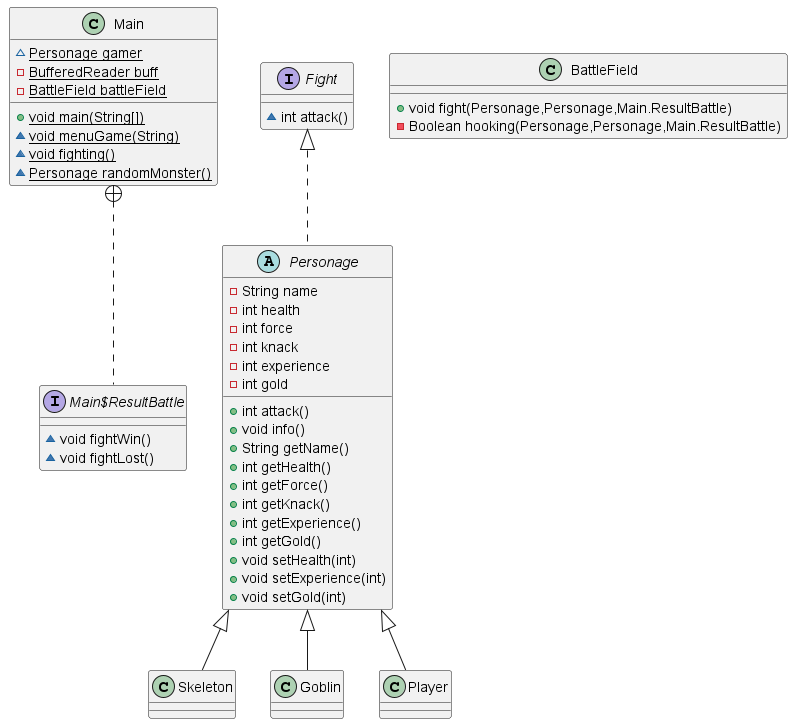 C Main
Personage gamer
BufferedReader buff
BattleField battleField
void main(String[])
void menuGame(String)
void fighting()
Personage randomMonster()
I Fight
int attack()
C BattleField
void fight(Personage,Personage,Main.ResultBattle)
Boolean hooking(Personage,Personage,Main.ResultBattle)
A Personage
String name
int health
int force
int knack
int experience
int gold
int attack()
void info()
String getName()
int getHealth()
int getForce()
int getKnack()
int getExperience()
int getGold()
void setHealth(int)
void setExperience(int)
void setGold(int)
I Main$ResultBattle
void fightWin()
void fightLost()
C Skeleton
C Goblin
C Player